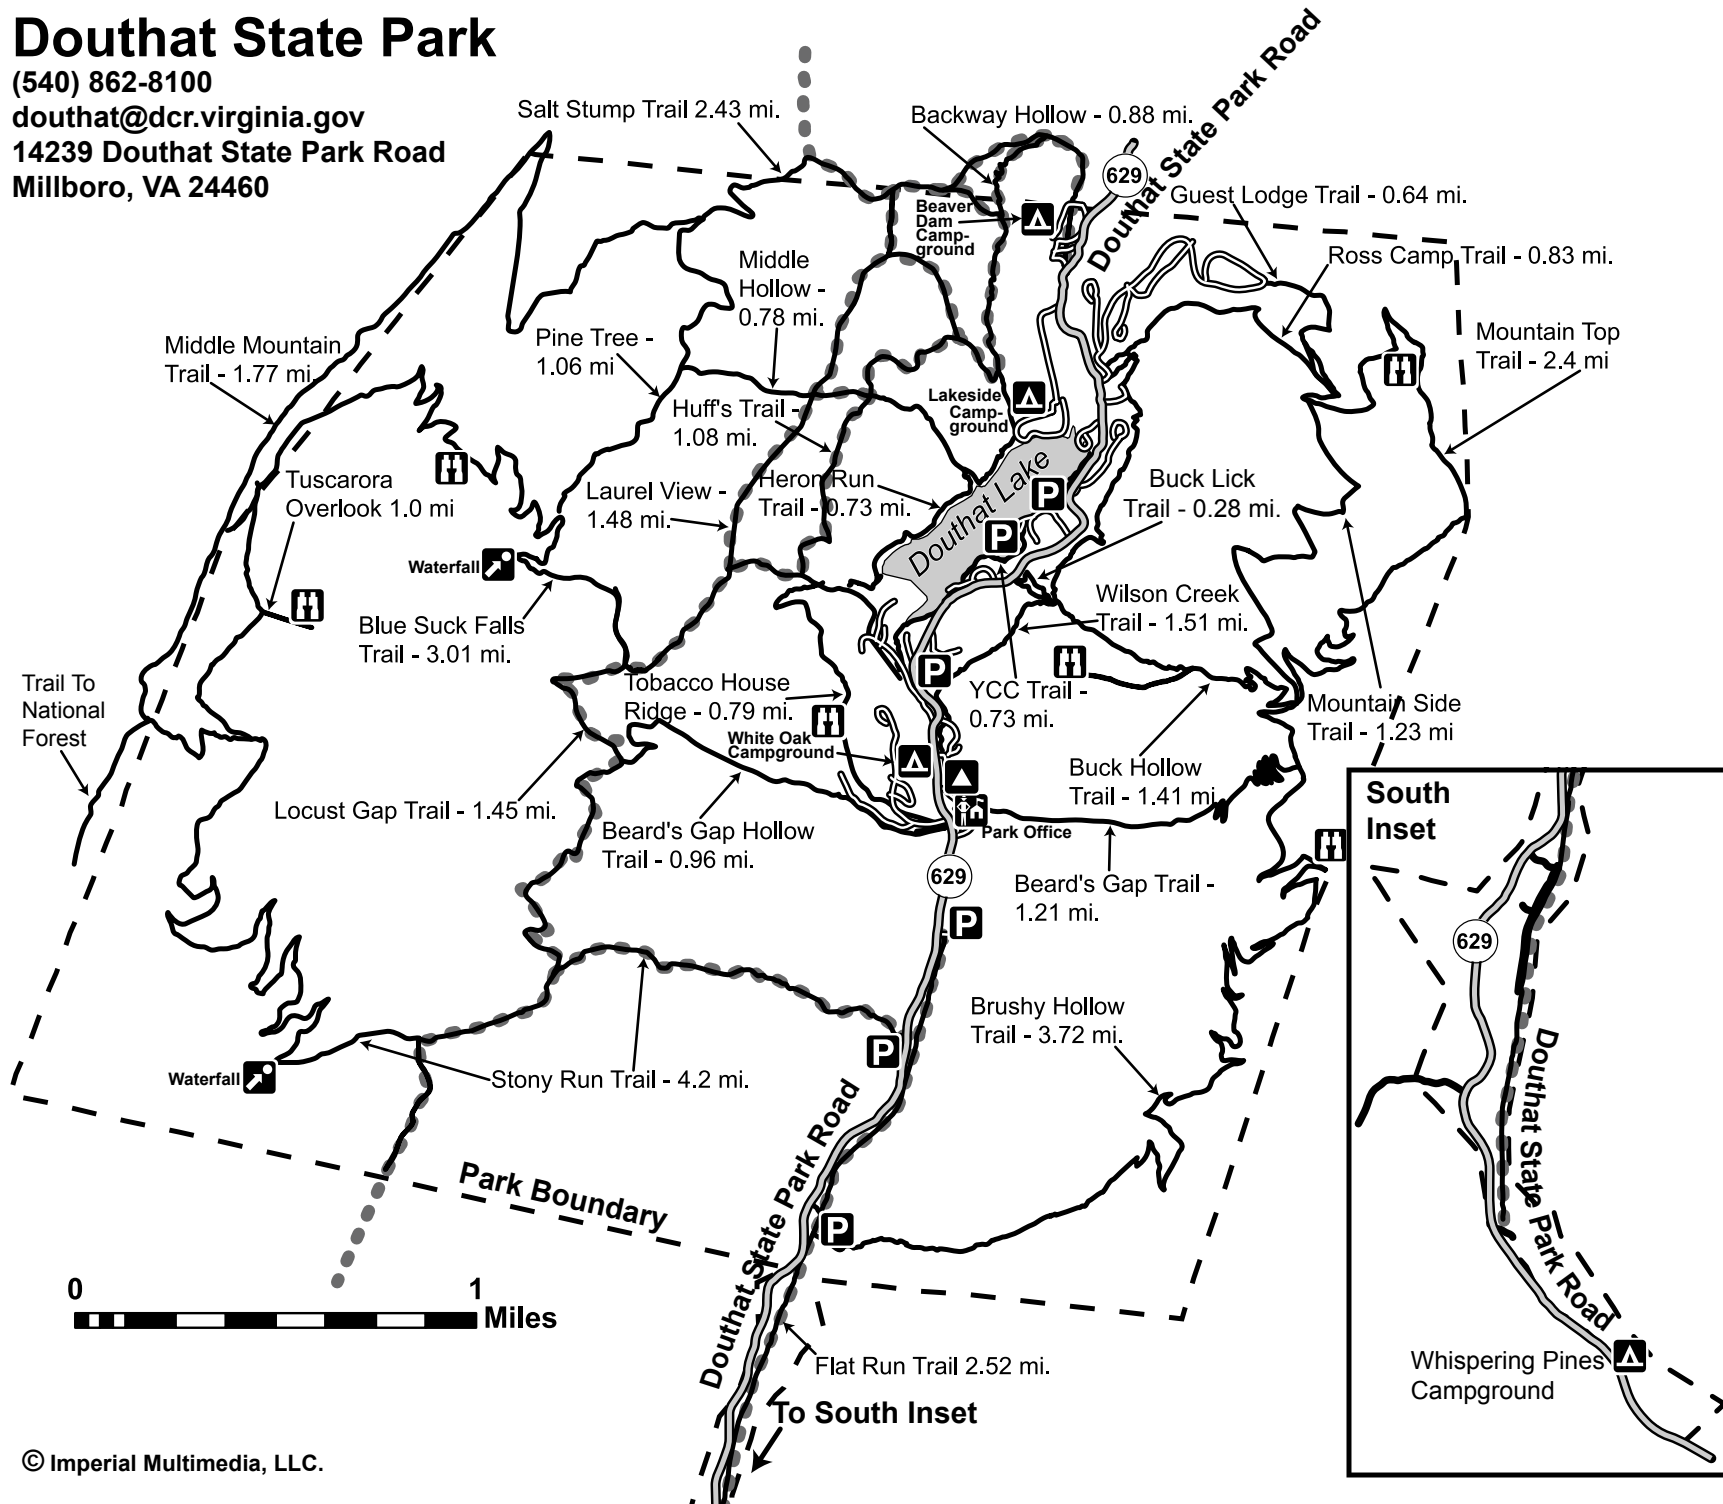 Douthat State Park
(540) 862-8100
douthat@dcr.virginia.gov
14239 Douthat State Park Road
Millboro, VA 24460
Salt Stump Trail 2.43 mi.
Backway Hollow - 0.88 mi.
Douthat State Park Road
629
Guest Lodge Trail - 0.64 mi.
Beaver
Dam
Camp-
ground
Ross Camp Trail - 0.83 mi.
Middle
Hollow -
0.78 mi.
Middle Mountain
Trail - 1.77 mi.
Pine Tree -
1.06 mi
Mountain Top
Trail - 2.4 mi
Lakeside
Camp-
ground
Huff's Trail -
1.08 mi.
Tuscarora
Overlook 1.0 mi
Laurel View -
1.48 mi.
Heron Run
Trail - 0.73 mi.
Douthat Lake
P
P
Buck Lick
Trail - 0.28 mi.
Waterfall
Blue Suck Falls
Trail - 3.01 mi.
Wilson Creek
Trail - 1.51 mi.
P
Trail To
National
Forest
Tobacco House
Ridge - 0.79 mi.
YCC Trail -
0.73 mi.
Mountain Side
Trail - 1.23 mi
White Oak
Campground
Buck Hollow
Trail - 1.41 mi.
Locust Gap Trail - 1.45 mi.
Beard's Gap Hollow
Trail - 0.96 mi.
Park Office
629
Beard's Gap Trail -
1.21 mi.
P
Brushy Hollow
Trail - 3.72 mi.
P
Waterfall
Stony Run Trail - 4.2 mi.
Park Boundary
Douthat State Park Road
P
0
1
Miles
Flat Run Trail 2.52 mi.
To South Inset
South
Inset
629
Douthat State Park Road
Whispering Pines
Campground
© Imperial Multimedia, LLC.